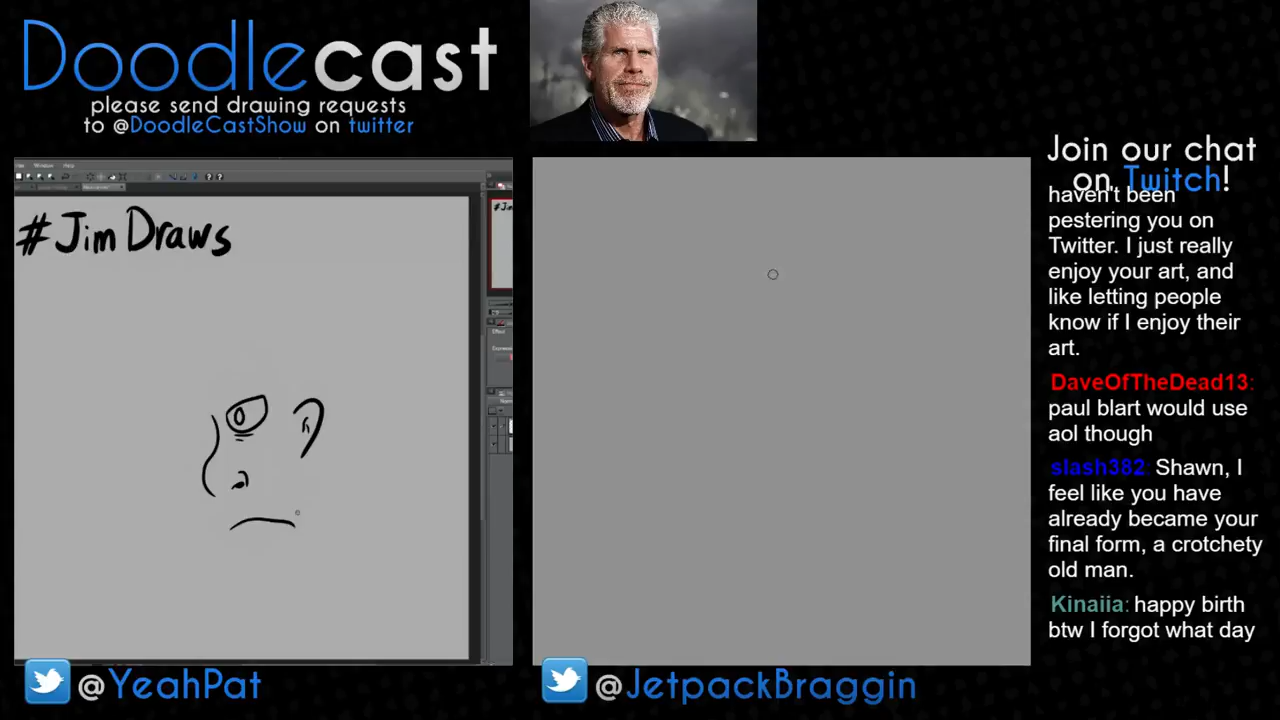 Doodlecast
please send drawing requests
to @DoodleCastShow on twitter
Window Help
#JimDraws
Join our chat
on Twitch!
haven't been
pestering you on
Twitter. I just really
enjoy your art, and
like letting people
know if I enjoy their
art.
DaveOfTheDead13:
paul blart would use
aol though
slash382: Shawn, I
feel like you have
already became your
final form, a crotchety
old man.
Kinaiia: happy birth
btw I forgot what day
@YeahPat
@JetpackBraggin